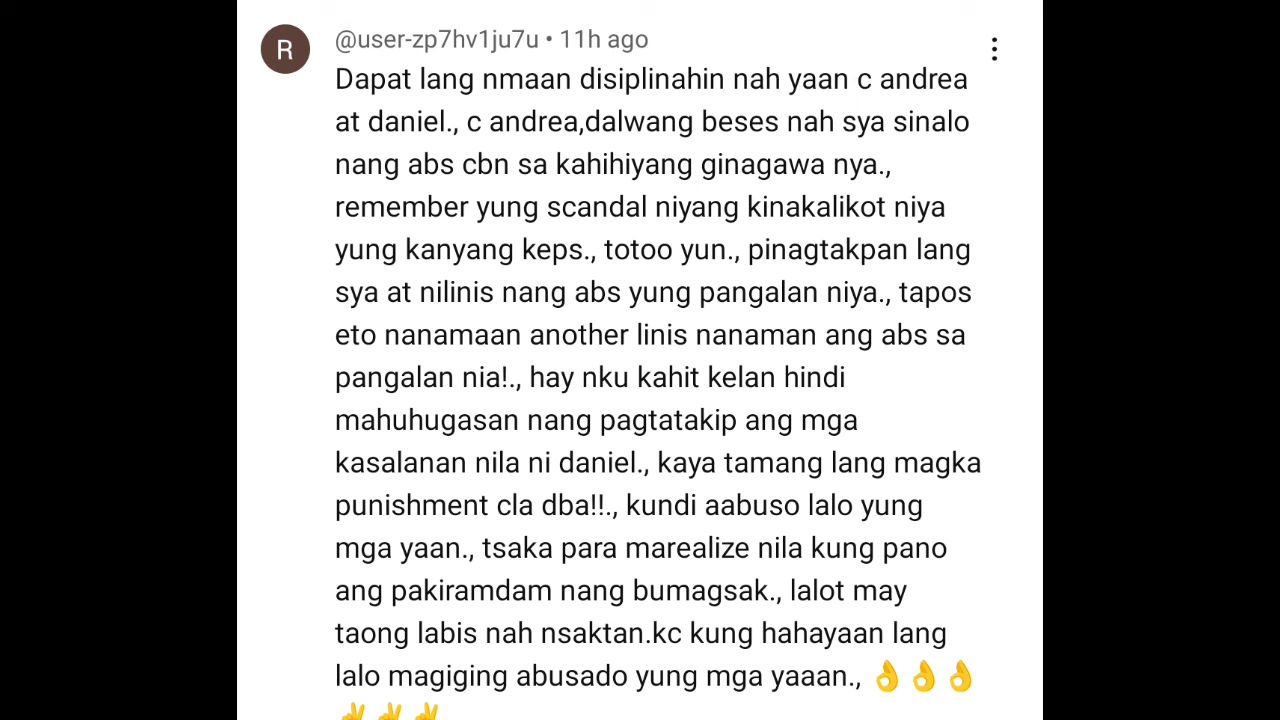 R
@user-zp7hv1ju7u • 11h ago
Dapat lang nmaan disiplinahin nah yaan c andrea
at daniel., c andrea,dalwang beses nah sya sinalo
nang abs cbn sa kahihiyang ginagawa nya.,
remember yung scandal niyang kinakalikot niya
yung kanyang keps., totoo yun., pinagtakpan lang
sya at nilinis nang abs yung pangalan niya., tapos
eto nanamaan another linis nanaman ang abs sa
pangalan nia!., hay nku kahit kelan hindi
mahuhugasan nang pagtatakip ang mga
kasalanan nila ni daniel., kaya tamang lang magka
punishment cla dba!!., kundi aabuso lalo yung
mga yaan., tsaka para marealize nila kung pano
ang pakiramdam nang bumagsak., lalot may
taong labis nah nsaktan.kc kung hahayaan lang
lalo magiging abusado yung mga yaaan., 👌👌👌
✌✌✌